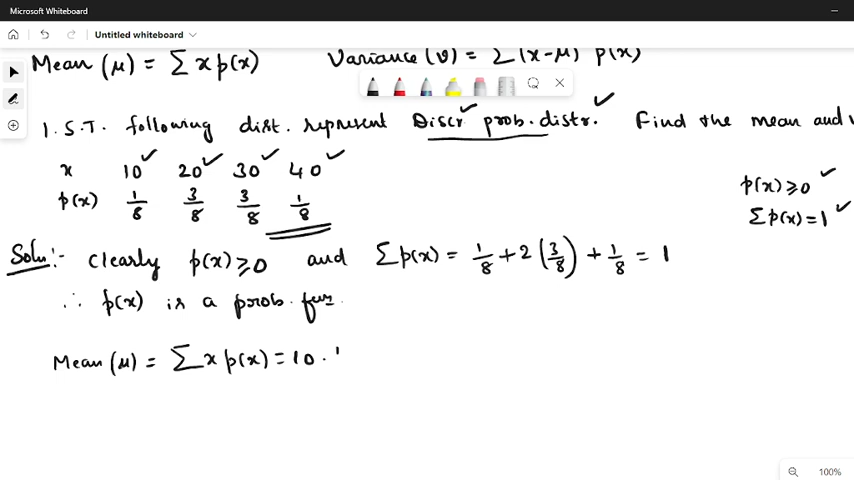 Microsoft Whiteboard
Untitled whiteboard
Mean (μ) = Σ x p(x) Variance (v) = Σ (x-μ) p(x)
1. S.T. following dist. represent Discr prob. distr. Find the mean and v
x 10 20 30 40
p(x) 1/8 3/8 3/8 1/8
p(x) ≥ 0
Σ p(x) = 1
Soln:- Clearly p(x) ≥ 0 and Σ p(x) = 1/8 + 2 (3/8) + 1/8 = 1
∴ p(x) is a prob. fun.
Mean (μ) = Σ x p(x) = 10 .
100%